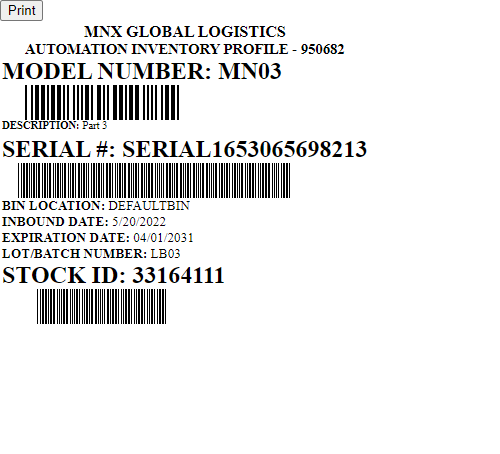 Print
MNX GLOBAL LOGISTICS
AUTOMATION INVENTORY PROFILE - 950682
MODEL NUMBER: MN03
DESCRIPTION: Part 3
SERIAL #: SERIAL1653065698213
BIN LOCATION: DEFAULTBIN
INBOUND DATE: 5/20/2022
EXPIRATION DATE: 04/01/2031
LOT/BATCH NUMBER: LB03
STOCK ID: 33164111